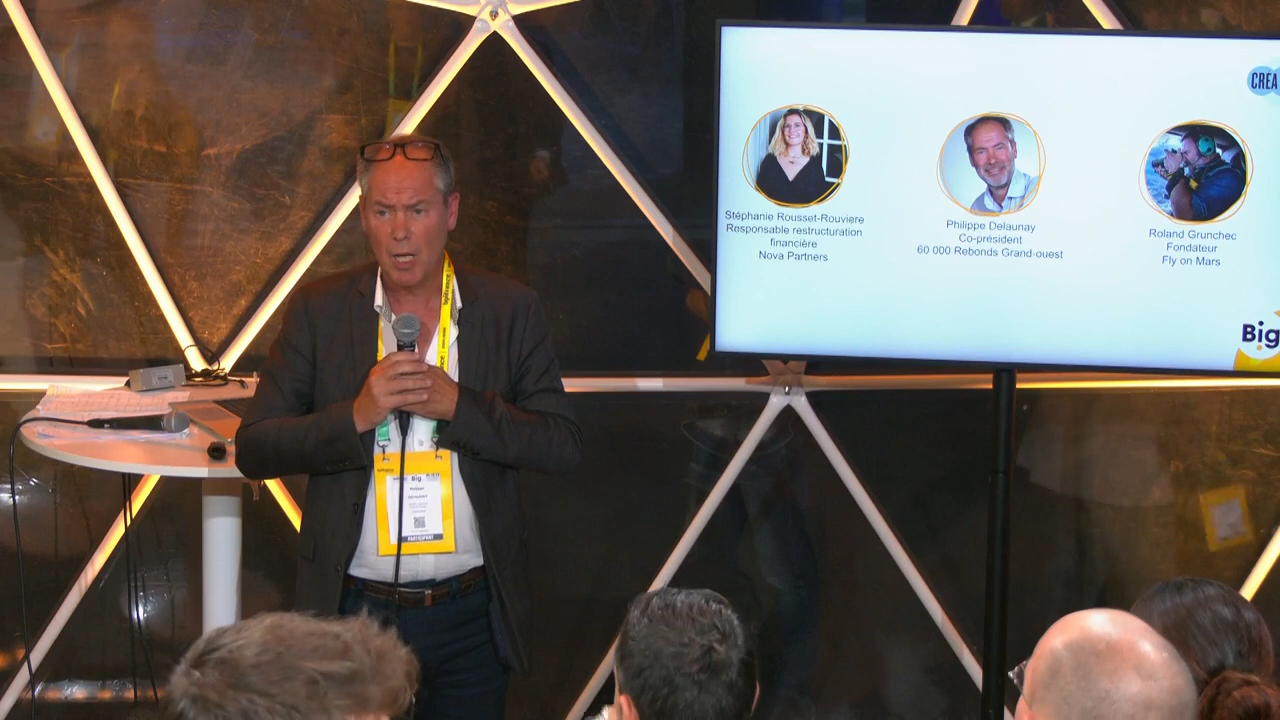 CREA
Stéphanie Rousset-Rouviere
Responsable restructuration
financière
Nova Partners
Philippe Delaunay
Co-président
60 000 Rebonds Grand-ouest
Roland Grunchec
Fondateur
Fly on Mars
Big
Big
PARTICIPANT